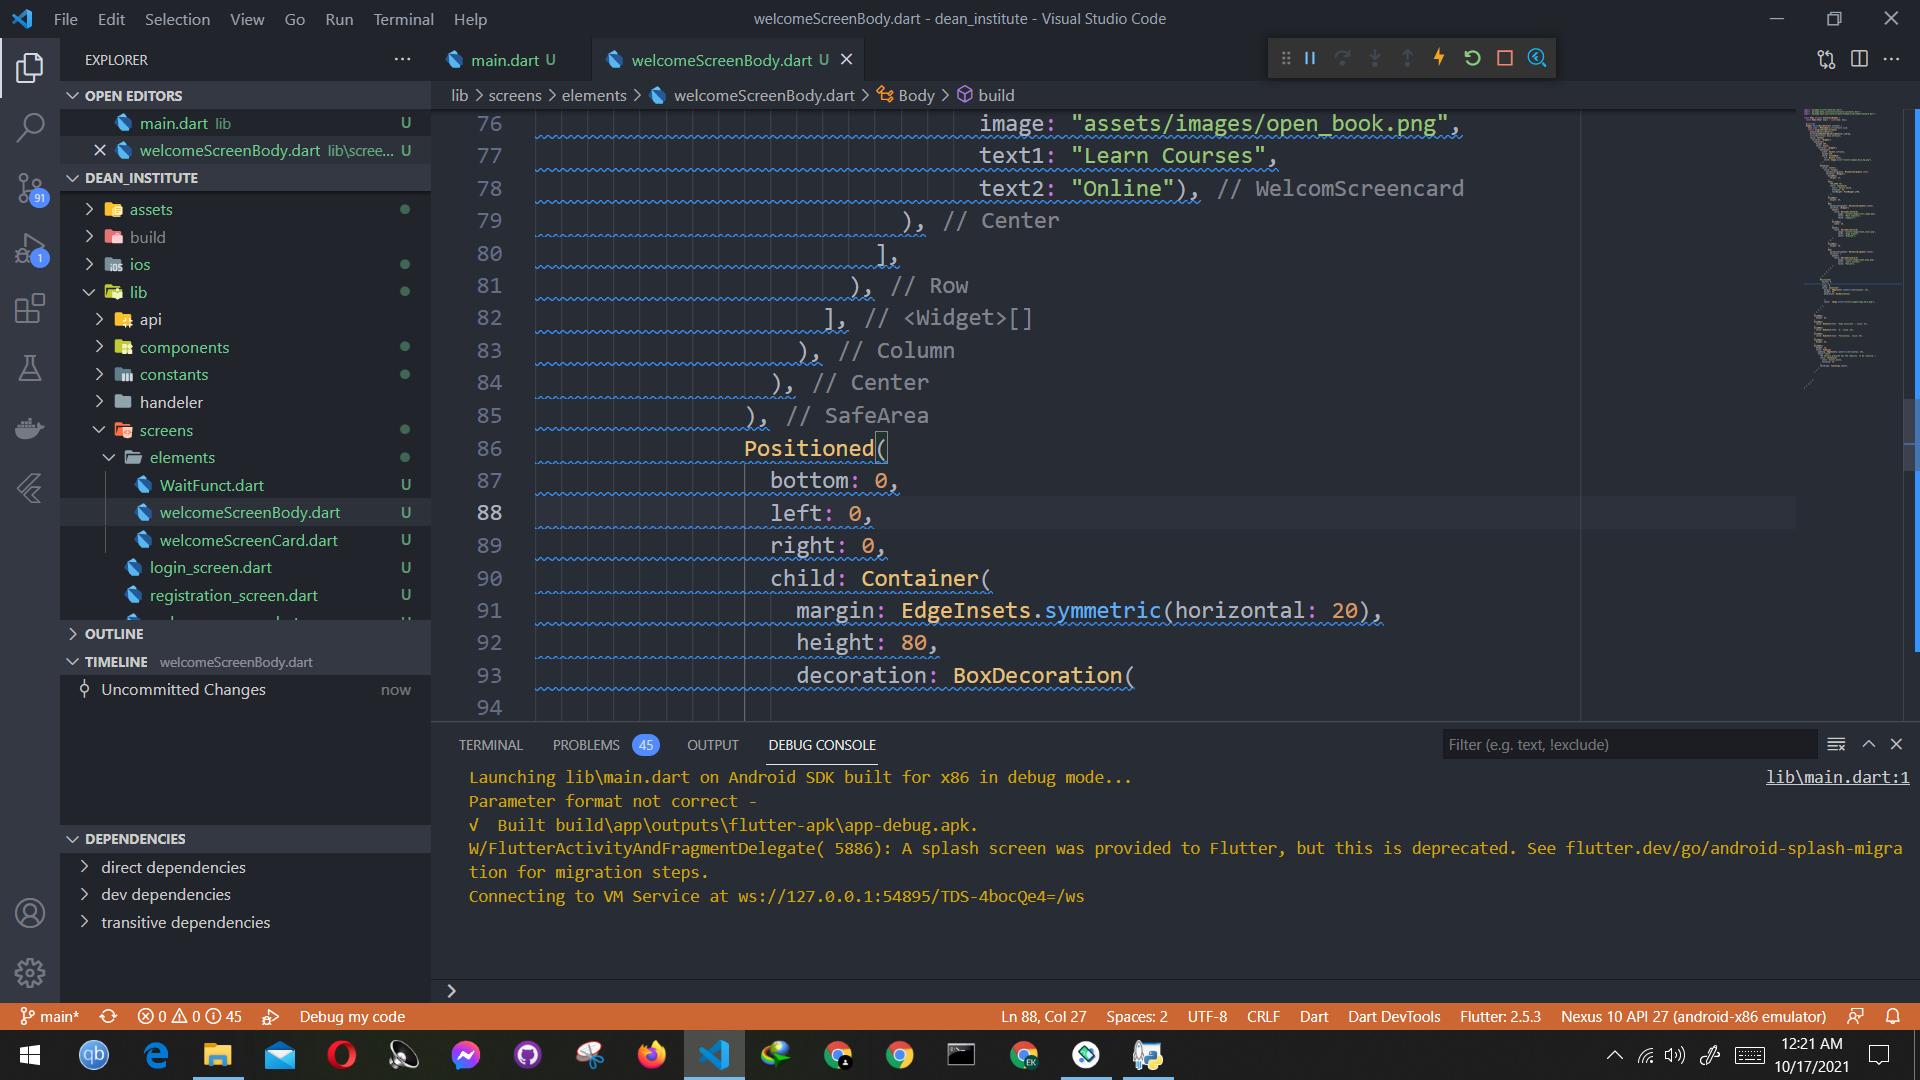 File Edit Selection View Go Run Terminal Help
welcomeScreenBody.dart - dean_institute - Visual Studio Code
EXPLORER
OPEN EDITORS
main.dart lib U
welcomeScreenBody.dart lib\scree... U
DEAN_INSTITUTE
assets
build
ios
lib
api
components
constants
handeler
screens
elements
WaitFunct.dart U
welcomeScreenBody.dart U
welcomeScreenCard.dart U
login_screen.dart U
registration_screen.dart U
OUTLINE
TIMELINE welcomeScreenBody.dart
Uncommitted Changes now
DEPENDENCIES
direct dependencies
dev dependencies
transitive dependencies
91
1
main.dart U
welcomeScreenBody.dart U
lib > screens > elements > welcomeScreenBody.dart > Body > build
76 image: "assets/images/open_book.png",
77 text1: "Learn Courses",
78 text2: "Online"), // WelcomScreencard
79 ), // Center
80 ],
81 ), // Row
82 ], // <Widget>[]
83 ), // Column
84 ), // Center
85 ), // SafeArea
86 Positioned(
87 bottom: 0,
88 left: 0,
89 right: 0,
90 child: Container(
91 margin: EdgeInsets.symmetric(horizontal: 20),
92 height: 80,
93 decoration: BoxDecoration(
94
TERMINAL PROBLEMS 45 OUTPUT DEBUG CONSOLE
Filter (e.g. text, !exclude)
Launching lib\main.dart on Android SDK built for x86 in debug mode...
lib\main.dart:1
Parameter format not correct -
√ Built build\app\outputs\flutter-apk\app-debug.apk.
W/FlutterActivityAndFragmentDelegate( 5886): A splash screen was provided to Flutter, but this is deprecated. See flutter.dev/go/android-splash-migra
tion for migration steps.
Connecting to VM Service at ws://127.0.0.1:54895/TDS-4bocQe4=/ws
main* 0 0 45 Debug my code
Ln 88, Col 27 Spaces: 2 UTF-8 CRLF Dart Dart DevTools Flutter: 2.5.3 Nexus 10 API 27 (android-x86 emulator)
qb
EK
12:21 AM
10/17/2021